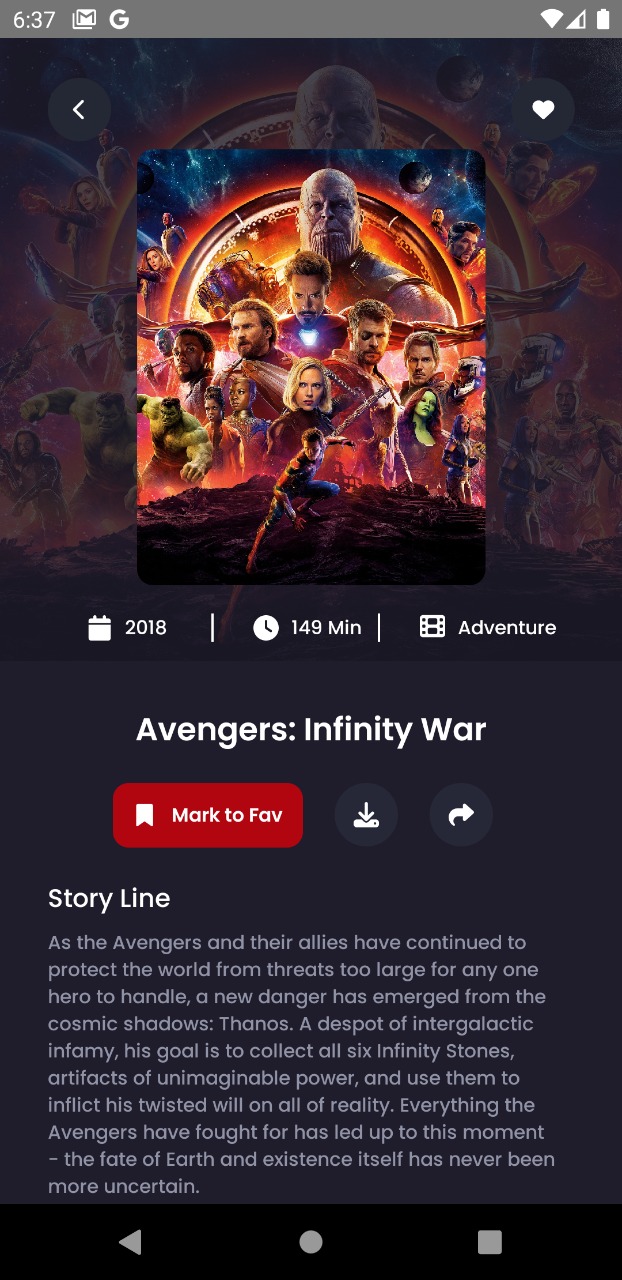 6:37
2018
149 Min
Adventure
Avengers: Infinity War
Mark to Fav
Story Line
As the Avengers and their allies have continued to
protect the world from threats too large for any one
hero to handle, a new danger has emerged from the
cosmic shadows: Thanos. A despot of intergalactic
infamy, his goal is to collect all six Infinity Stones,
artifacts of unimaginable power, and use them to
inflict his twisted will on all of reality. Everything the
Avengers have fought for has led up to this moment
- the fate of Earth and existence itself has never been
more uncertain.